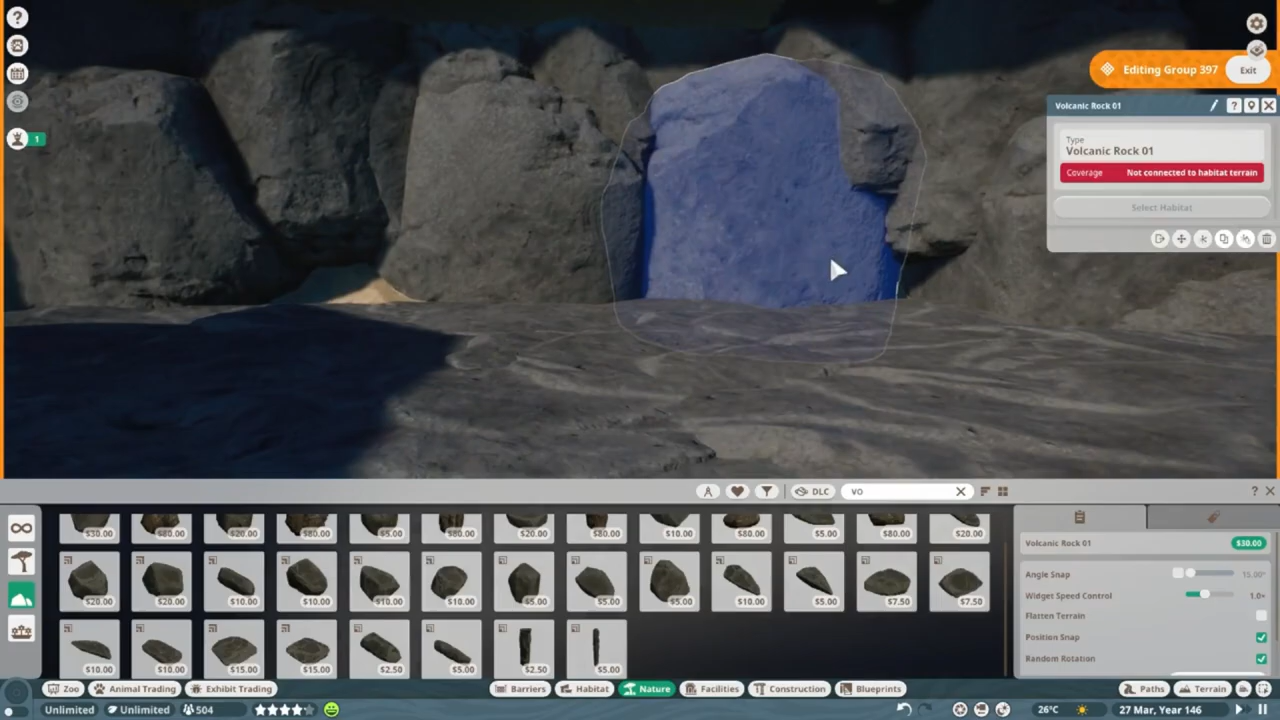 Editing Group 397
Exit
Volcanic Rock 01
Type
Volcanic Rock 01
Coverage Not connected to habitat terrain
Select Habitat
1
DLC
vo
$30.00 $80.00 $20.00 $80.00 $5.00 $80.00 $20.00 $80.00 $10.00 $80.00 $5.00 $80.00 $20.00
$20.00 $20.00 $10.00 $10.00 $10.00 $10.00 $5.00 $5.00 $5.00 $10.00 $5.00 $7.50 $7.50
$10.00 $10.00 $15.00 $15.00 $2.50 $5.00 $2.50 $5.00
Volcanic Rock 01 $30.00
Angle Snap 15.00°
Widget Speed Control 1.0×
Flatten Terrain
Position Snap
Random Rotation
Zoo Animal Trading Exhibit Trading Barriers Habitat Nature Facilities Construction Blueprints Paths Terrain
Unlimited Unlimited 504 26°C 27 Mar, Year 146